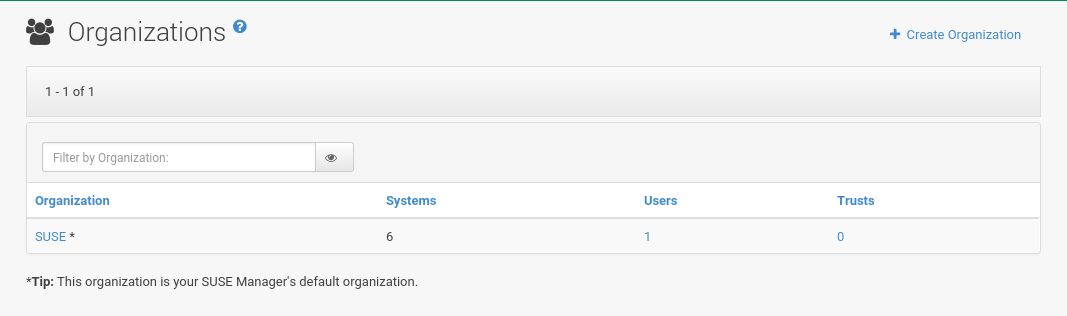 Organizations ?
Create Organization
1 - 1 of 1
Filter by Organization:
Organization Systems Users Trusts
SUSE * 6 1 0
*Tip: This organization is your SUSE Manager's default organization.